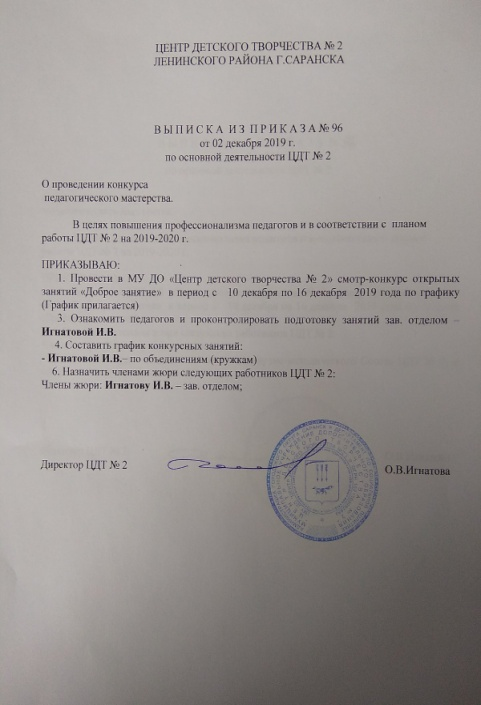 ЦЕНТР ДЕТСКОГО ТВОРЧЕСТВА № 2
ЛЕНИНСКОГО РАЙОНА Г.САРАНСКА
В Ы П И С К А  И З  П Р И К А З А № 96
от 02 декабря 2019 г.
по основной деятельности ЦДТ № 2
О проведении конкурса
педагогического мастерства.
В целях повышения профессионализма педагогов и в соответствии с планом
работы ЦДТ № 2 на 2019-2020 г.
ПРИКАЗЫВАЮ:
1. Провести в МУ ДО «Центр детского творчества № 2» смотр-конкурс открытых
занятий «Доброе занятие» в период с 10 декабря по 16 декабря 2019 года по графику
(График прилагается)
3. Ознакомить педагогов и проконтролировать подготовку занятий зав. отделом –
Игнатовой И.В.
4. Составить график конкурсных занятий:
- Игнатовой И.В.– по объединениям (кружкам)
6. Назначить членами жюри следующих работников ЦДТ № 2:
Члены жюри: Игнатову И.В. – зав. отделом;
Директор ЦДТ № 2
О.В.Игнатова